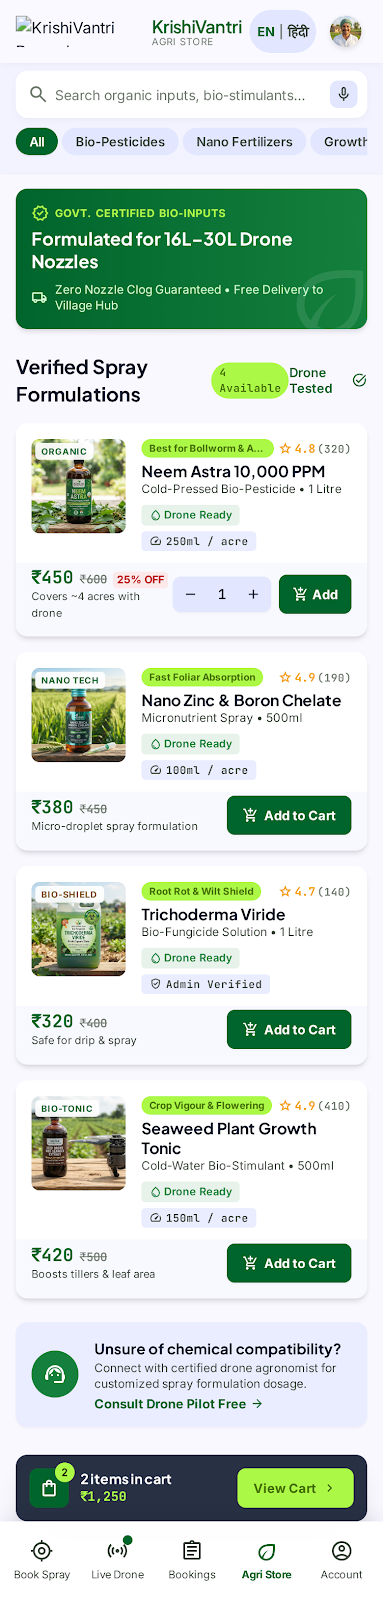 KrishiVantri
KrishiVantri
AGRI STORE
EN | हिंदी
Search organic inputs, bio-stimulants...
All
Bio-Pesticides
Nano Fertilizers
Growth
GOVT. CERTIFIED BIO-INPUTS
Formulated for 16L–30L Drone
Nozzles
Zero Nozzle Clog Guaranteed • Free Delivery to
Village Hub
Verified Spray
Formulations
4
Available
Drone
Tested
ORGANIC
Best for Bollworm & A...
4.8 (320)
Neem Astra 10,000 PPM
Cold-Pressed Bio-Pesticide • 1 Litre
Drone Ready
250ml / acre
NEEM
ASTRA
₹450 ₹600 25% OFF
Covers ~4 acres with
drone
− 1 +
Add
NANO TECH
Fast Foliar Absorption
4.9 (190)
Nano Zinc & Boron Chelate
Micronutrient Spray • 500ml
Drone Ready
100ml / acre
₹380 ₹450
Micro-droplet spray formulation
Add to Cart
BIO-SHIELD
Root Rot & Wilt Shield
4.7 (140)
Trichoderma Viride
Bio-Fungicide Solution • 1 Litre
Drone Ready
Admin Verified
TRICHODERMA
VIRIDE
₹320 ₹400
Safe for drip & spray
Add to Cart
BIO-TONIC
Crop Vigour & Flowering
4.9 (410)
Seaweed Plant Growth
Tonic
Cold-Water Bio-Stimulant • 500ml
Drone Ready
150ml / acre
₹420 ₹500
Boosts tillers & leaf area
Add to Cart
Unsure of chemical compatibility?
Connect with certified drone agronomist for
customized spray formulation dosage.
Consult Drone Pilot Free →
2
2 items in cart
₹1,250
View Cart
Book Spray
Live Drone
Bookings
Agri Store
Account